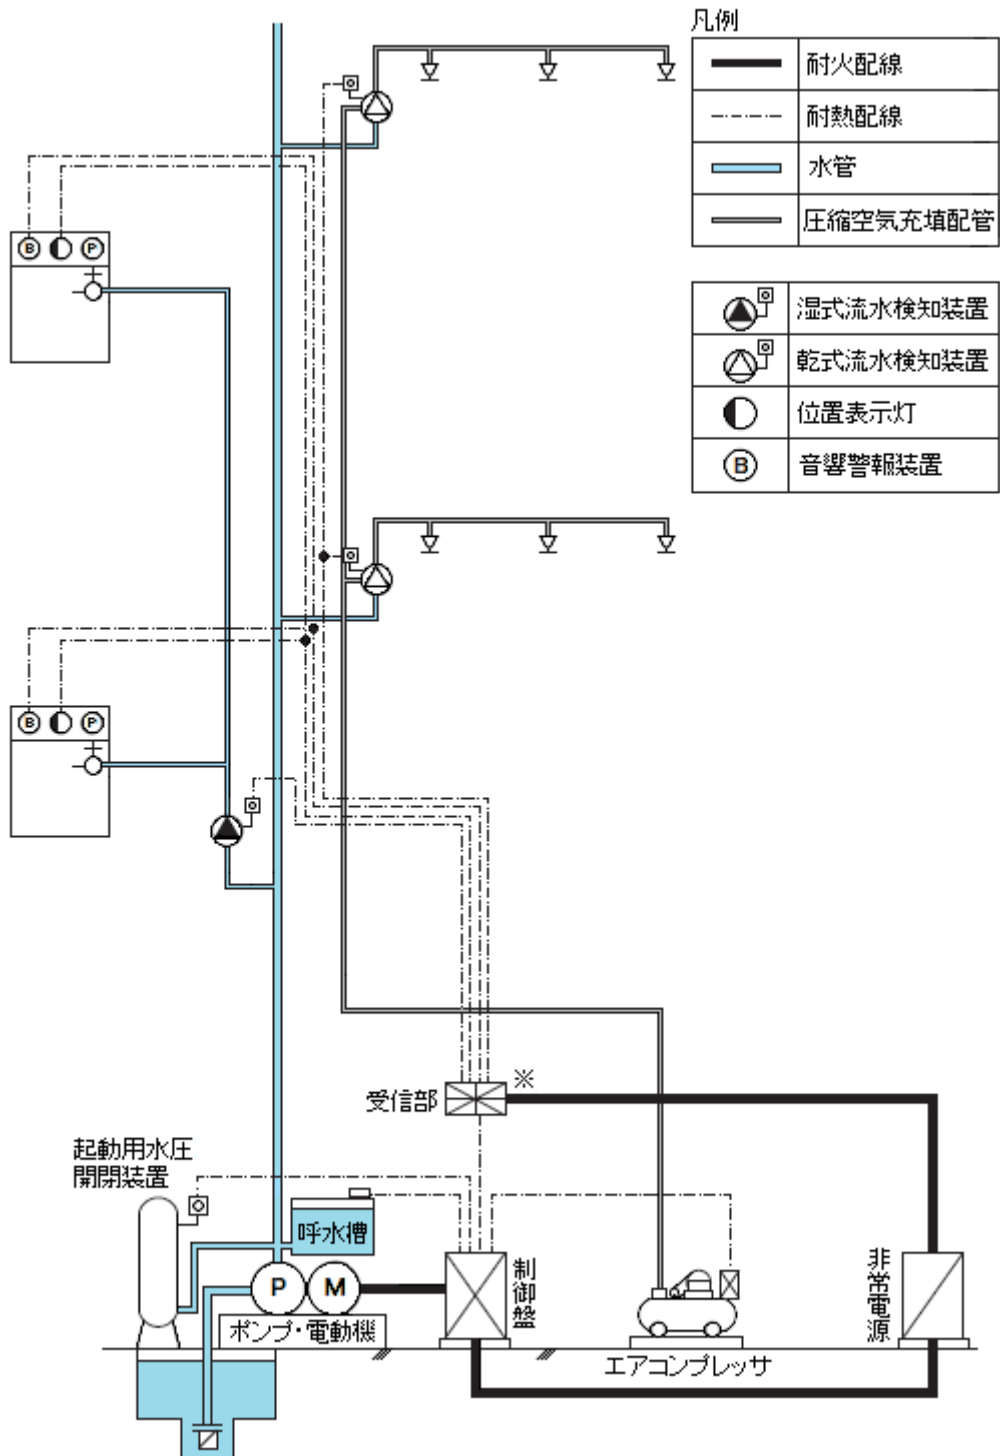 凡例
耐火配線
耐熱配線
水管
圧縮空気充填配管
湿式流水検知装置
乾式流水検知装置
位置表示灯
B 音響警報装置
B P
B P
受信部 ※
起動用水圧
開閉装置
呼水槽
P M
ポンプ・電動機
制御盤
エアコンプレッサ
非常電源